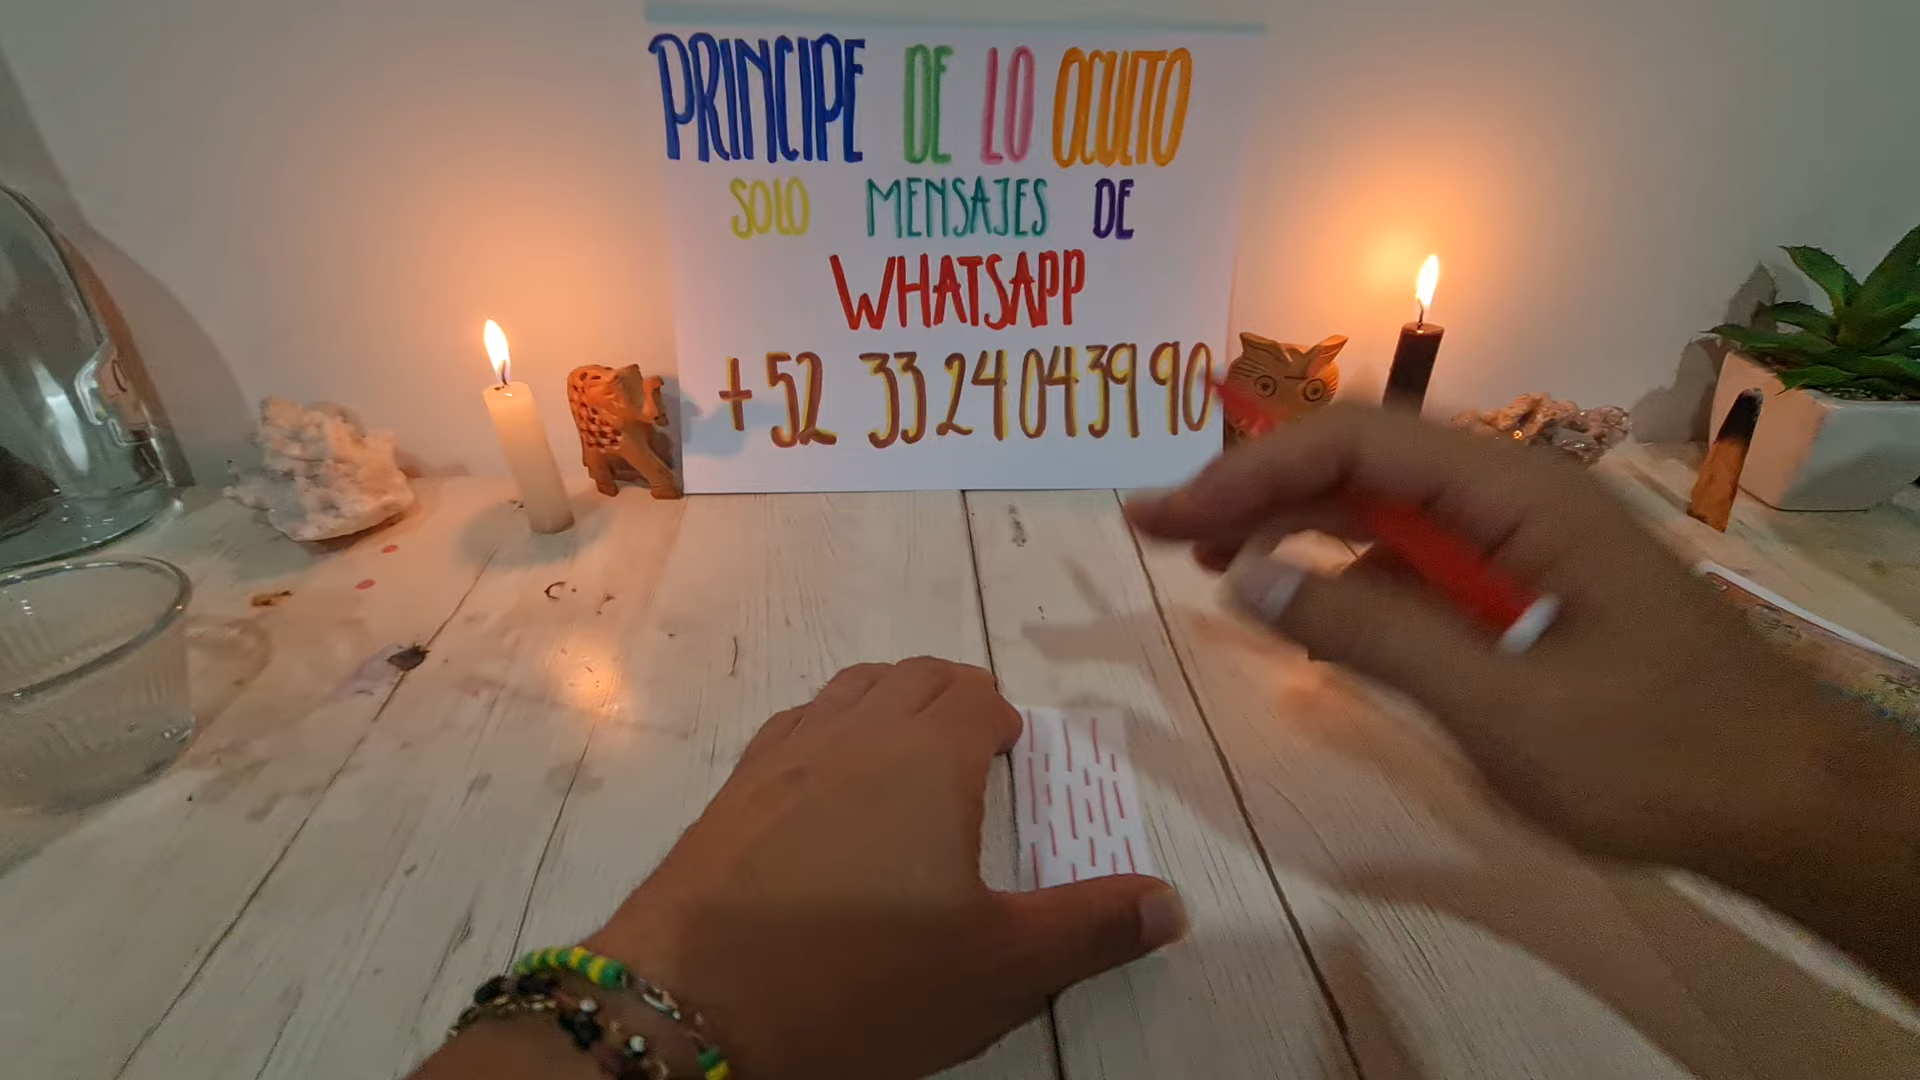 PRINCIPE DE LO OCULTO
SOLO MENSAJES DE
WHATSAPP
+52 33 24 04 39 90